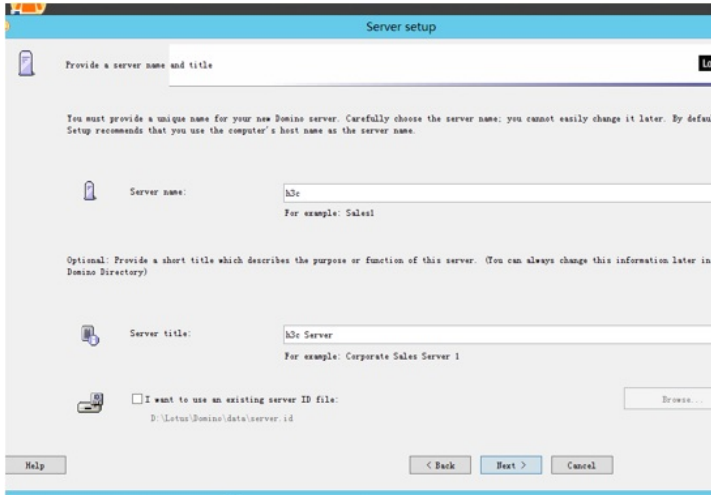 Server setup
Provide a server name and title
Lo
You must provide a unique name for your new Domino server. Carefully choose the server name; you cannot easily change it later. By defau
Setup recommends that you use the computer's host name as the server name.
Server name:
h3c
For example: Sales1
Optional: Provide a short title which describes the purpose or function of this server. (You can always change this information later in
Domino Directory)
Server title:
h3c Server
For example: Corporate Sales Server 1
I want to use an existing server ID file:
Browse...
D:\Lotus\Domino\data\server.id
Help
< Back
Next >
Cancel